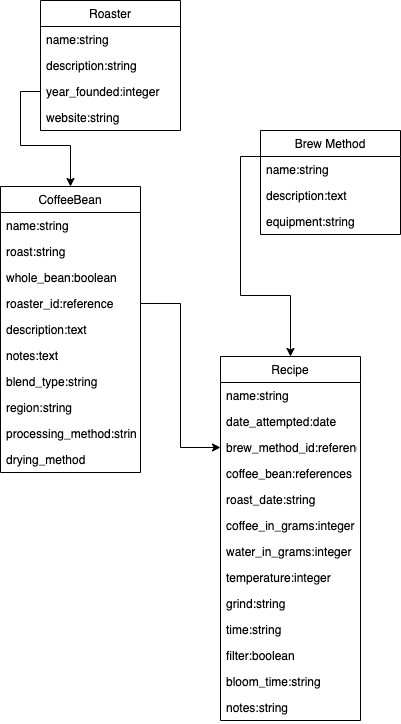 Roaster
name:string
description:string
year_founded:integer
website:string
Brew Method
name:string
description:text
equipment:string
CoffeeBean
name:string
roast:string
whole_bean:boolean
roaster_id:reference
description:text
notes:text
blend_type:string
region:string
processing_method:strin
drying_method
Recipe
name:string
date_attempted:date
brew_method_id:referen
coffee_bean:references
roast_date:string
coffee_in_grams:integer
water_in_grams:integer
temperature:integer
grind:string
time:string
filter:boolean
bloom_time:string
notes:string